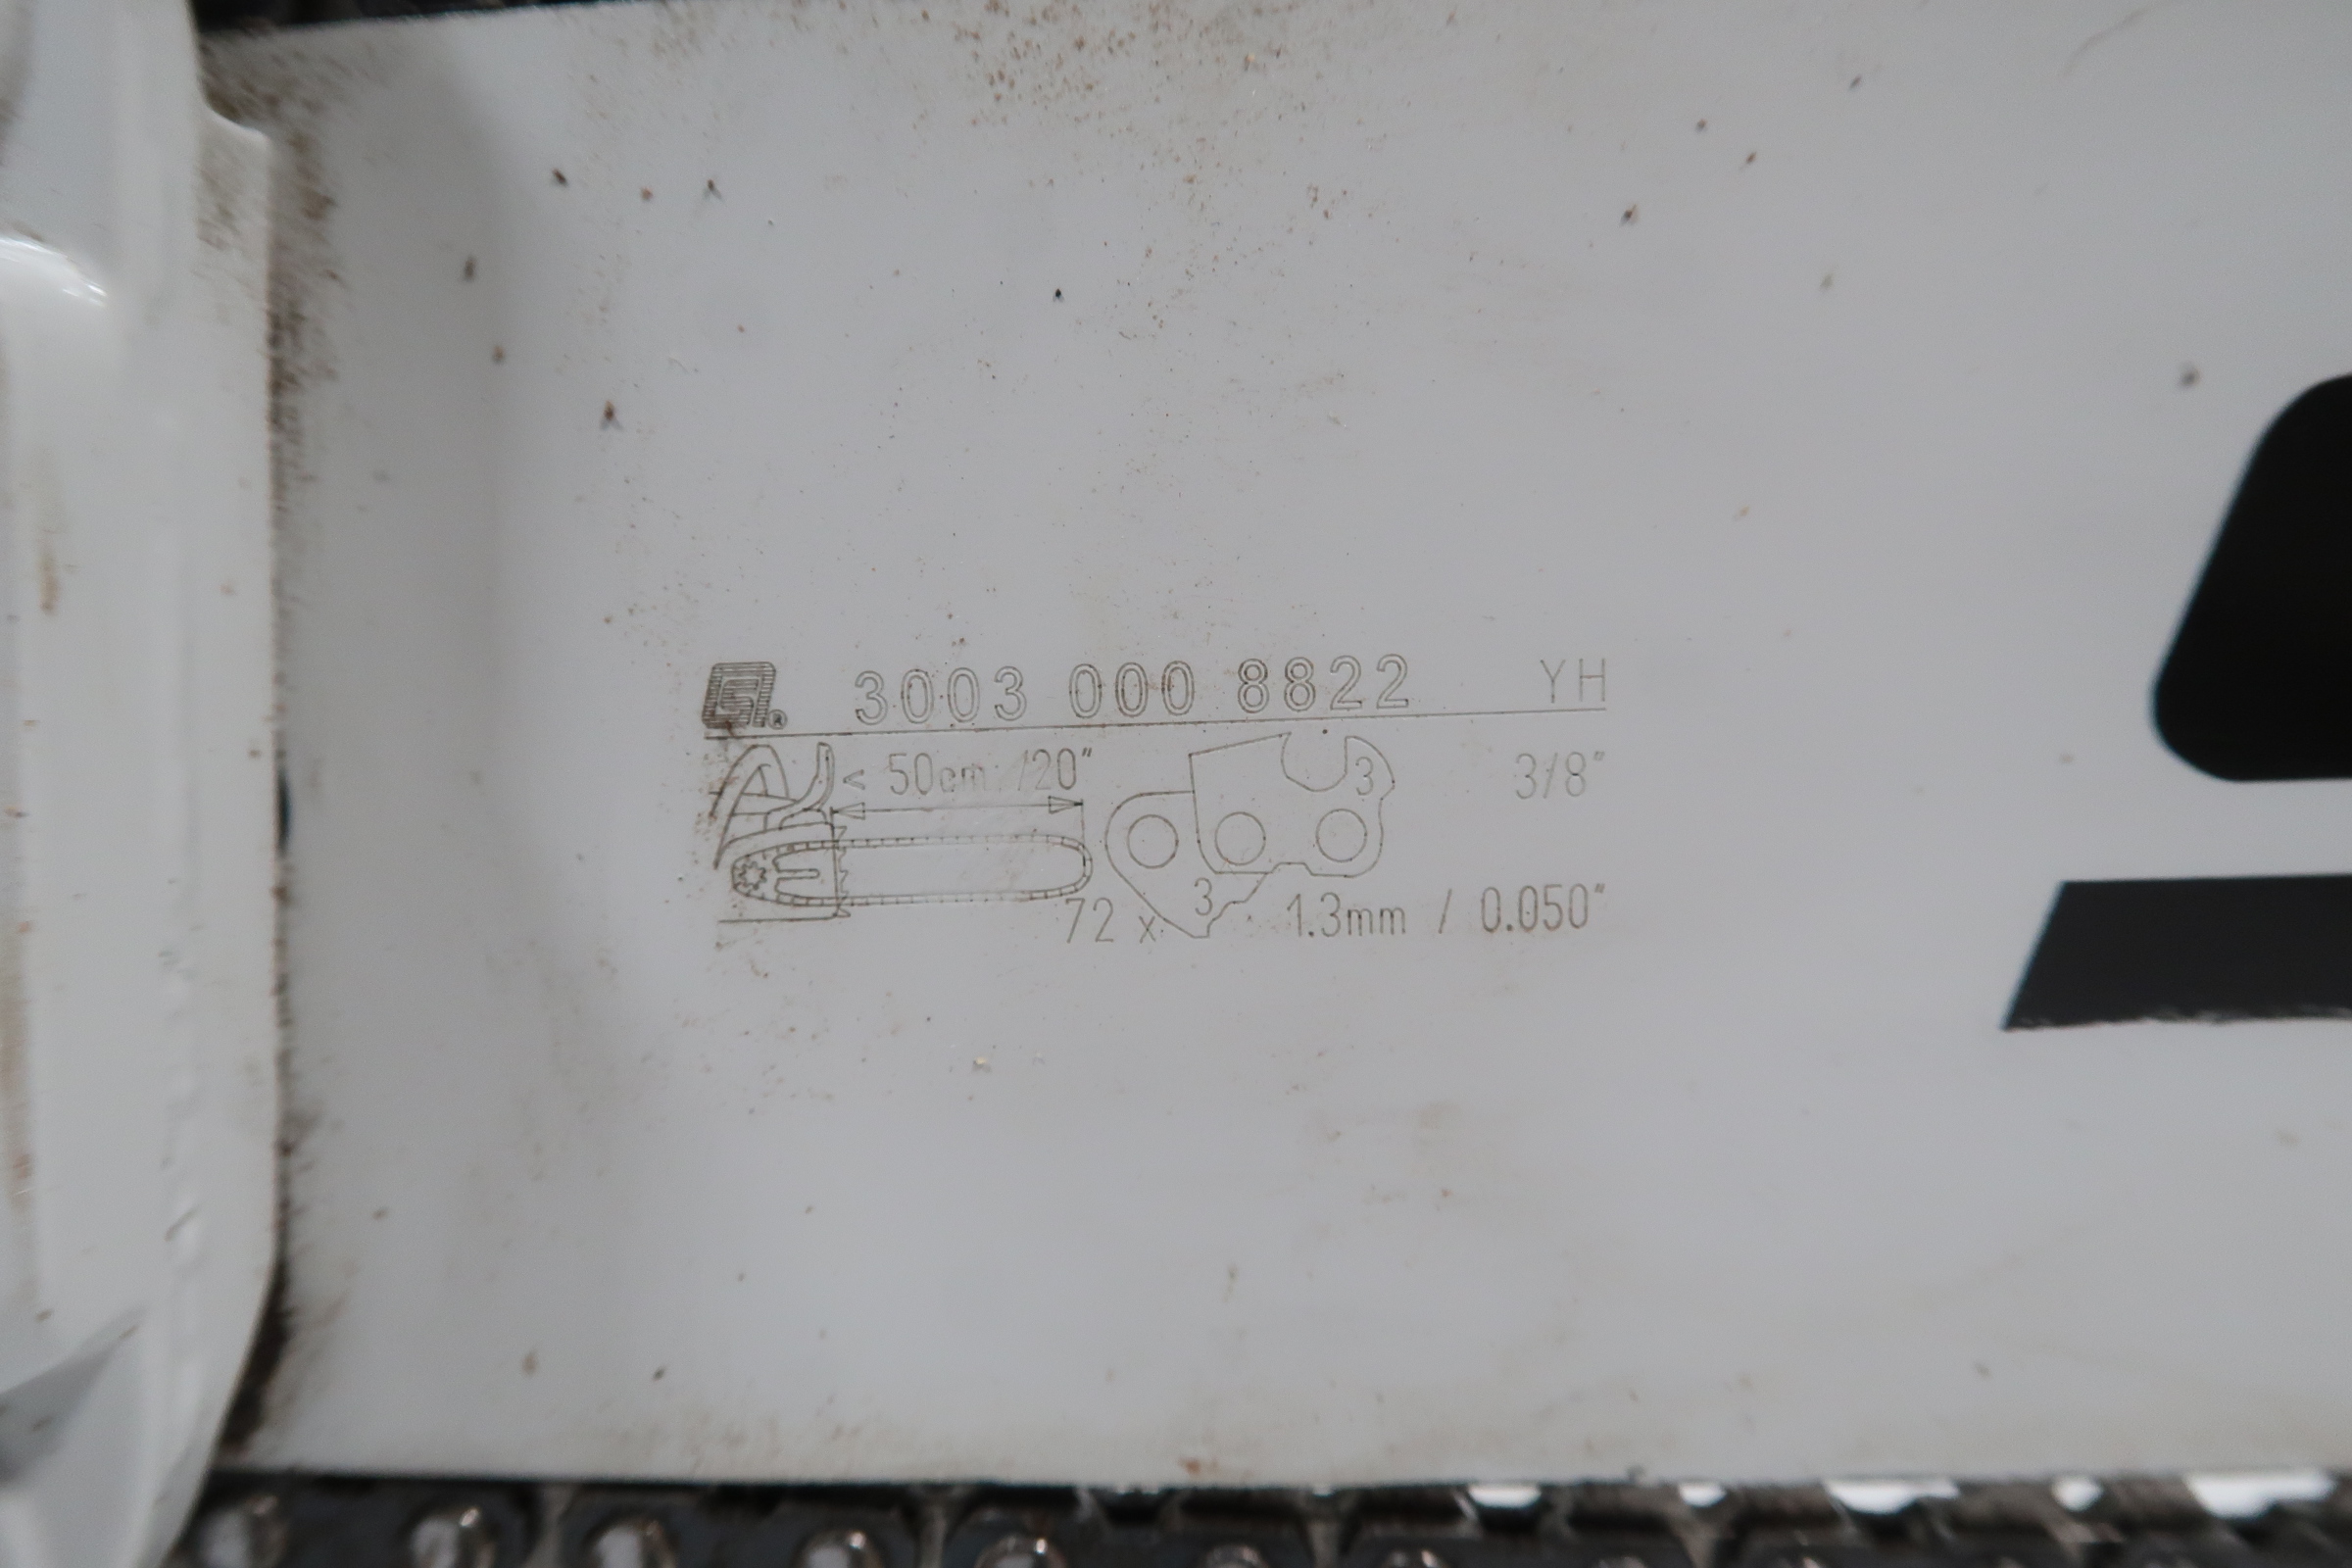 3003 000 8822 YH
< 50cm /20"
3
3/8"
72 x
3
1.3mm / 0.050"